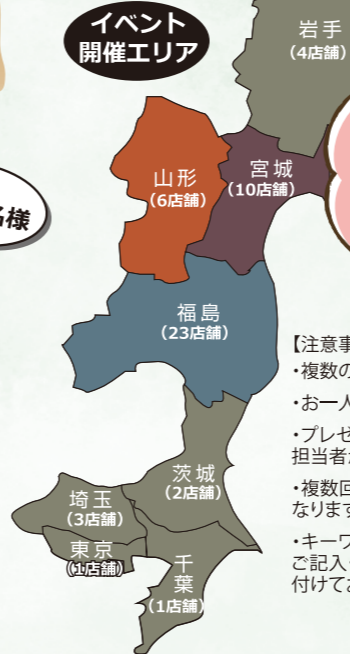 イベント
開催エリア
岩手
(4店舗)
山形
(6店舗)
宮城
(10店舗)
名様
福島
(23店舗)
【注意事
・複数の
・お一人
・プレゼ
担当者
・複数回
なります
・キーワ
ご記入
付けてお
茨城
(2店舗)
埼玉
(3店舗)
東京
(1店舗)
千葉
(1店舗)